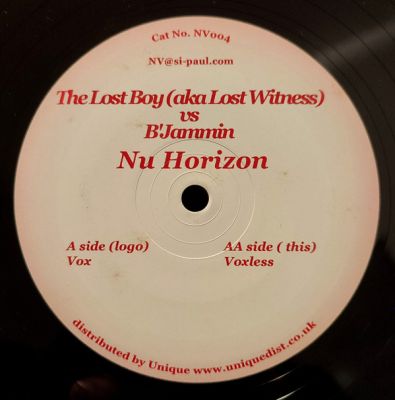 Cat No. NV004
NV@si-paul.com
The Lost Boy (aka Lost Witness)
vs
B'Jammin
Nu Horizon
A side (logo)
Vox
AA side ( this)
Voxless
distributed by Unique www.uniquedist.co.uk